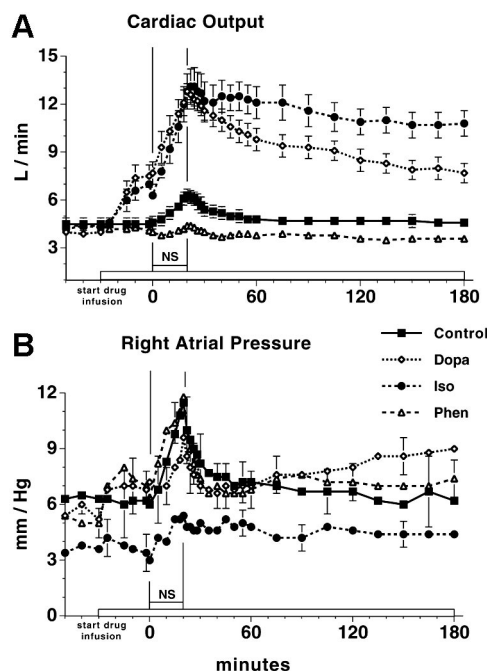 A
Cardiac Output
15
12
9
6
3
L / min
NS
start drug
infusion
0
60
120
180
B
Right Atrial Pressure
Control
Dopa
Iso
Phen
12
9
6
3
0
mm / Hg
NS
start drug
infusion
0
60
120
180
minutes